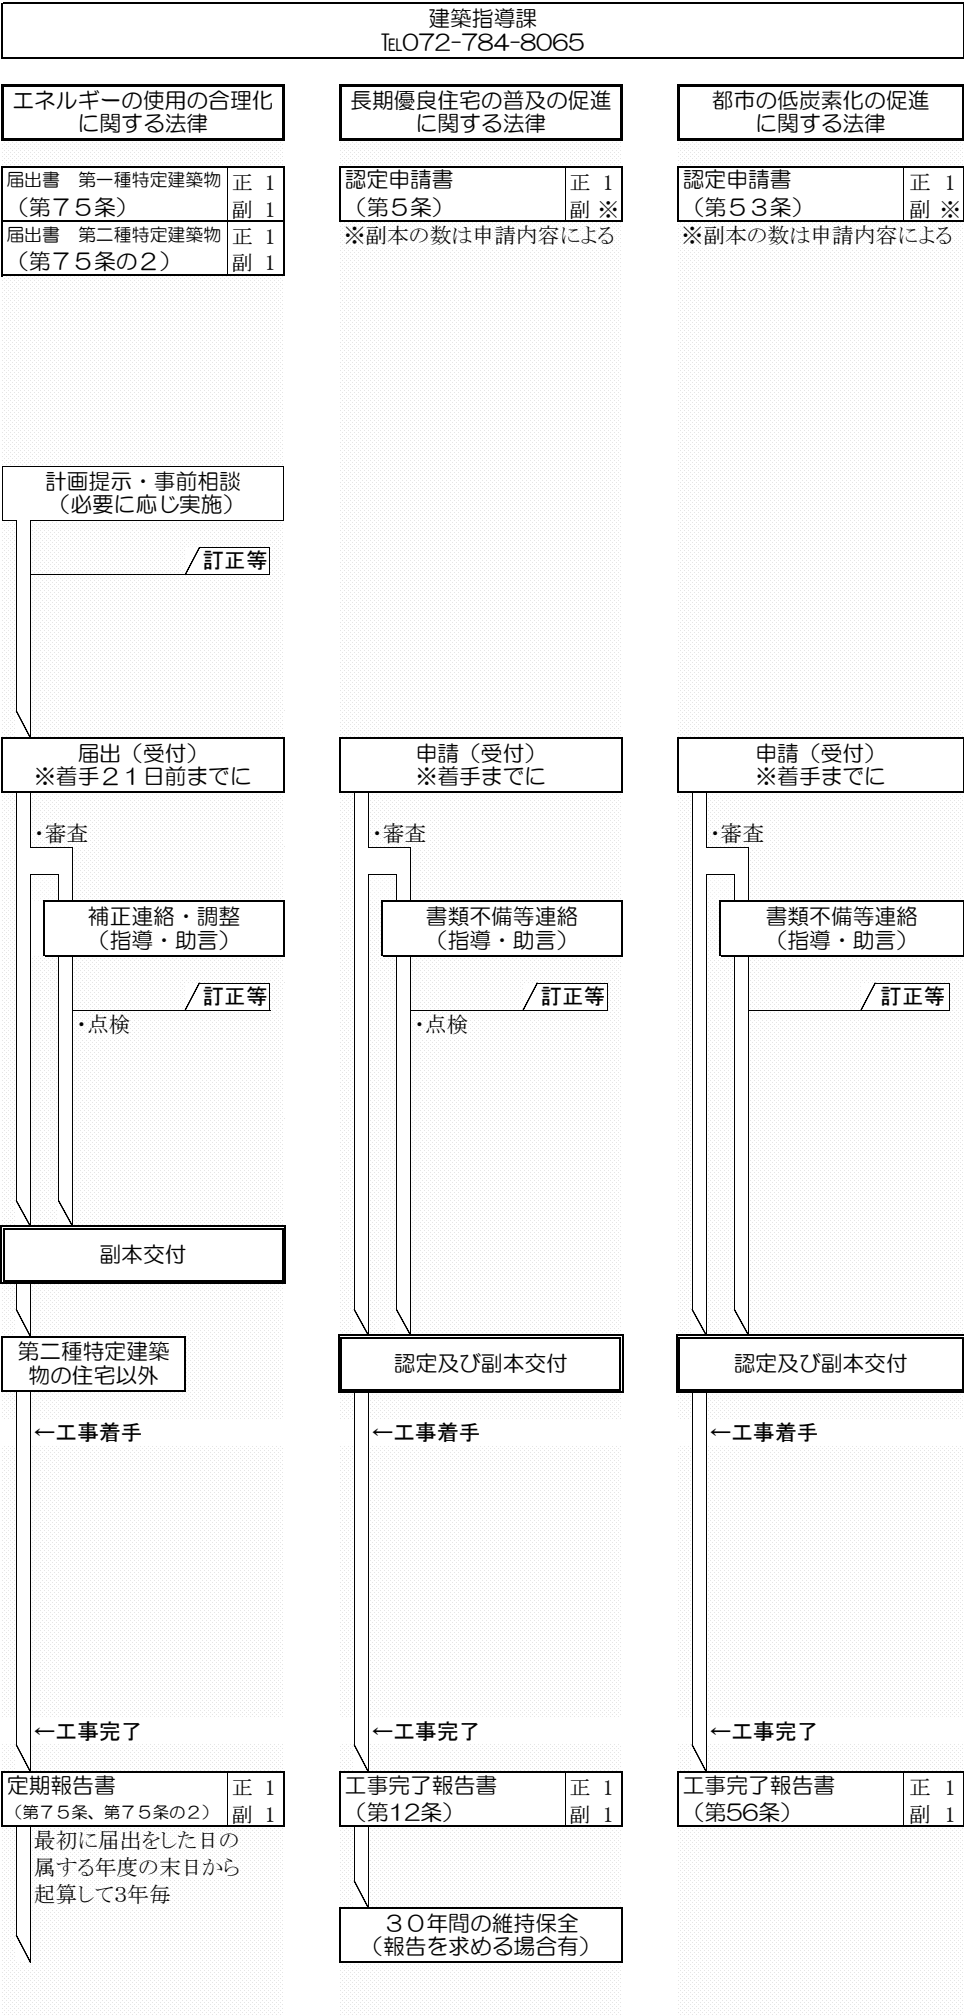 建築指導課
℡072-784-8065
エネルギーの使用の合理化
に関する法律
届出書　第一種特定建築物 正 1
（第７５条） 副 1
届出書　第二種特定建築物 正 1
（第７５条の２） 副 1
計画提示・事前相談
（必要に応じ実施）
訂正等
届出（受付）
※着手２１日前までに
・審査
補正連絡・調整
（指導・助言）
訂正等
・点検
副本交付
第二種特定建築
物の住宅以外
←工事着手
←工事完了
定期報告書 正 1
（第７５条、第７５条の２） 副 1
最初に届出をした日の
属する年度の末日から
起算して3年毎
長期優良住宅の普及の促進
に関する法律
認定申請書 正 1
（第５条） 副 ※
※副本の数は申請内容による
申請（受付）
※着手までに
・審査
書類不備等連絡
（指導・助言）
訂正等
・点検
認定及び副本交付
←工事着手
←工事完了
工事完了報告書 正 1
（第12条） 副 1
３０年間の維持保全
（報告を求める場合有）
都市の低炭素化の促進
に関する法律
認定申請書 正 1
（第５３条） 副 ※
※副本の数は申請内容による
申請（受付）
※着手までに
・審査
書類不備等連絡
（指導・助言）
訂正等
認定及び副本交付
←工事着手
←工事完了
工事完了報告書 正 1
（第56条） 副 1